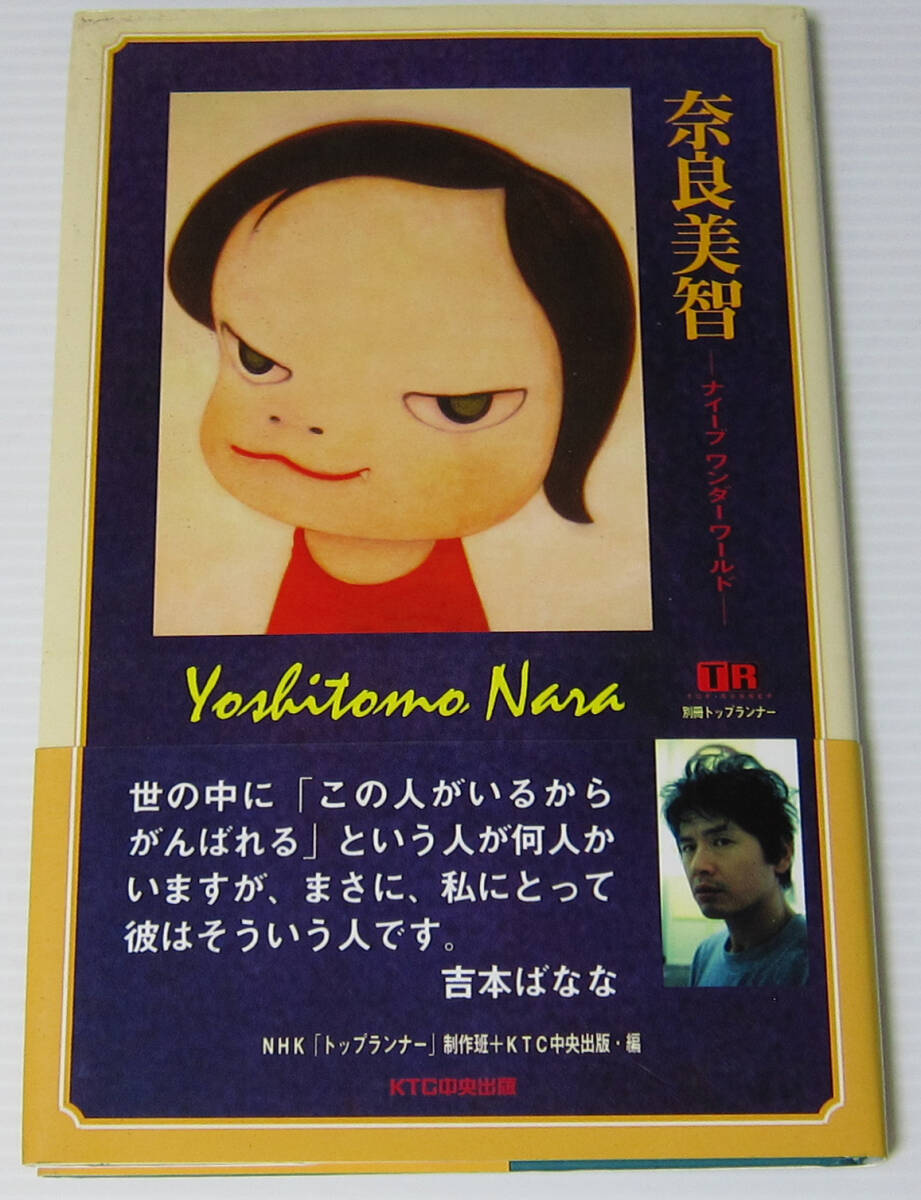 奈良美智
―ナイーブ ワンダーワールド―
Yoshitomo Nara
TR
TOP・RUNNER
別冊トップランナー
世の中に「この人がいるから
がんばれる」という人が何人か
いますが、まさに、私にとって
彼はそういう人です。
吉本ばなな
NHK「トップランナー」制作班+KTC中央出版・編
KTC中央出版